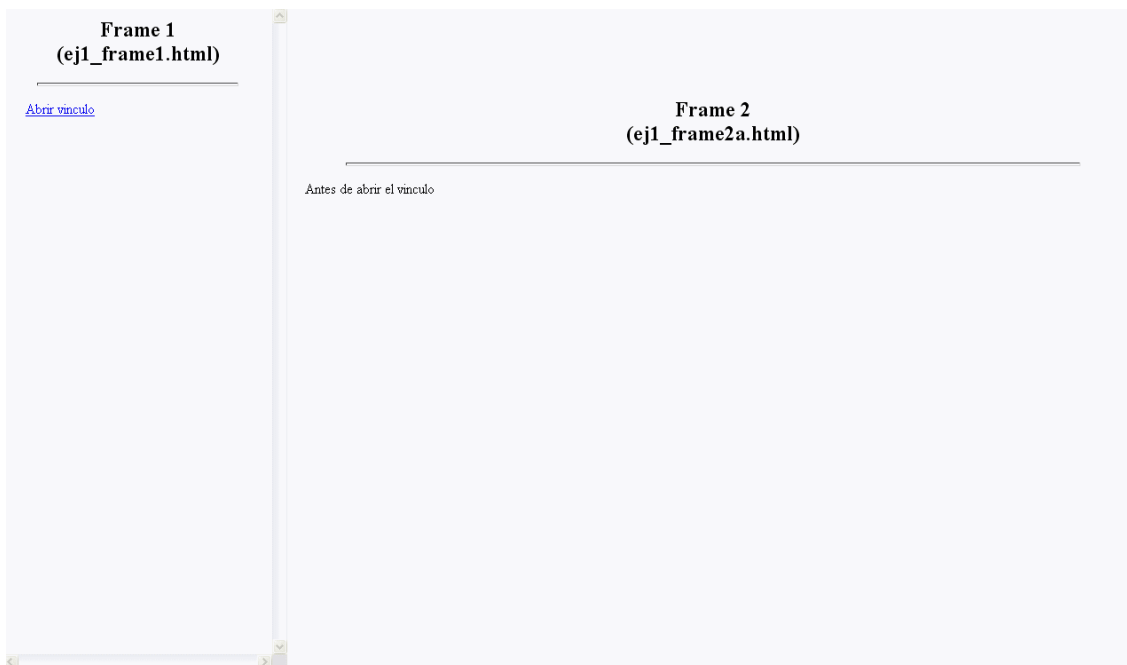 Frame 1
(ej1_frame1.html)
Abrir vinculo
Frame 2
(ej1_frame2a.html)
Antes de abrir el vinculo